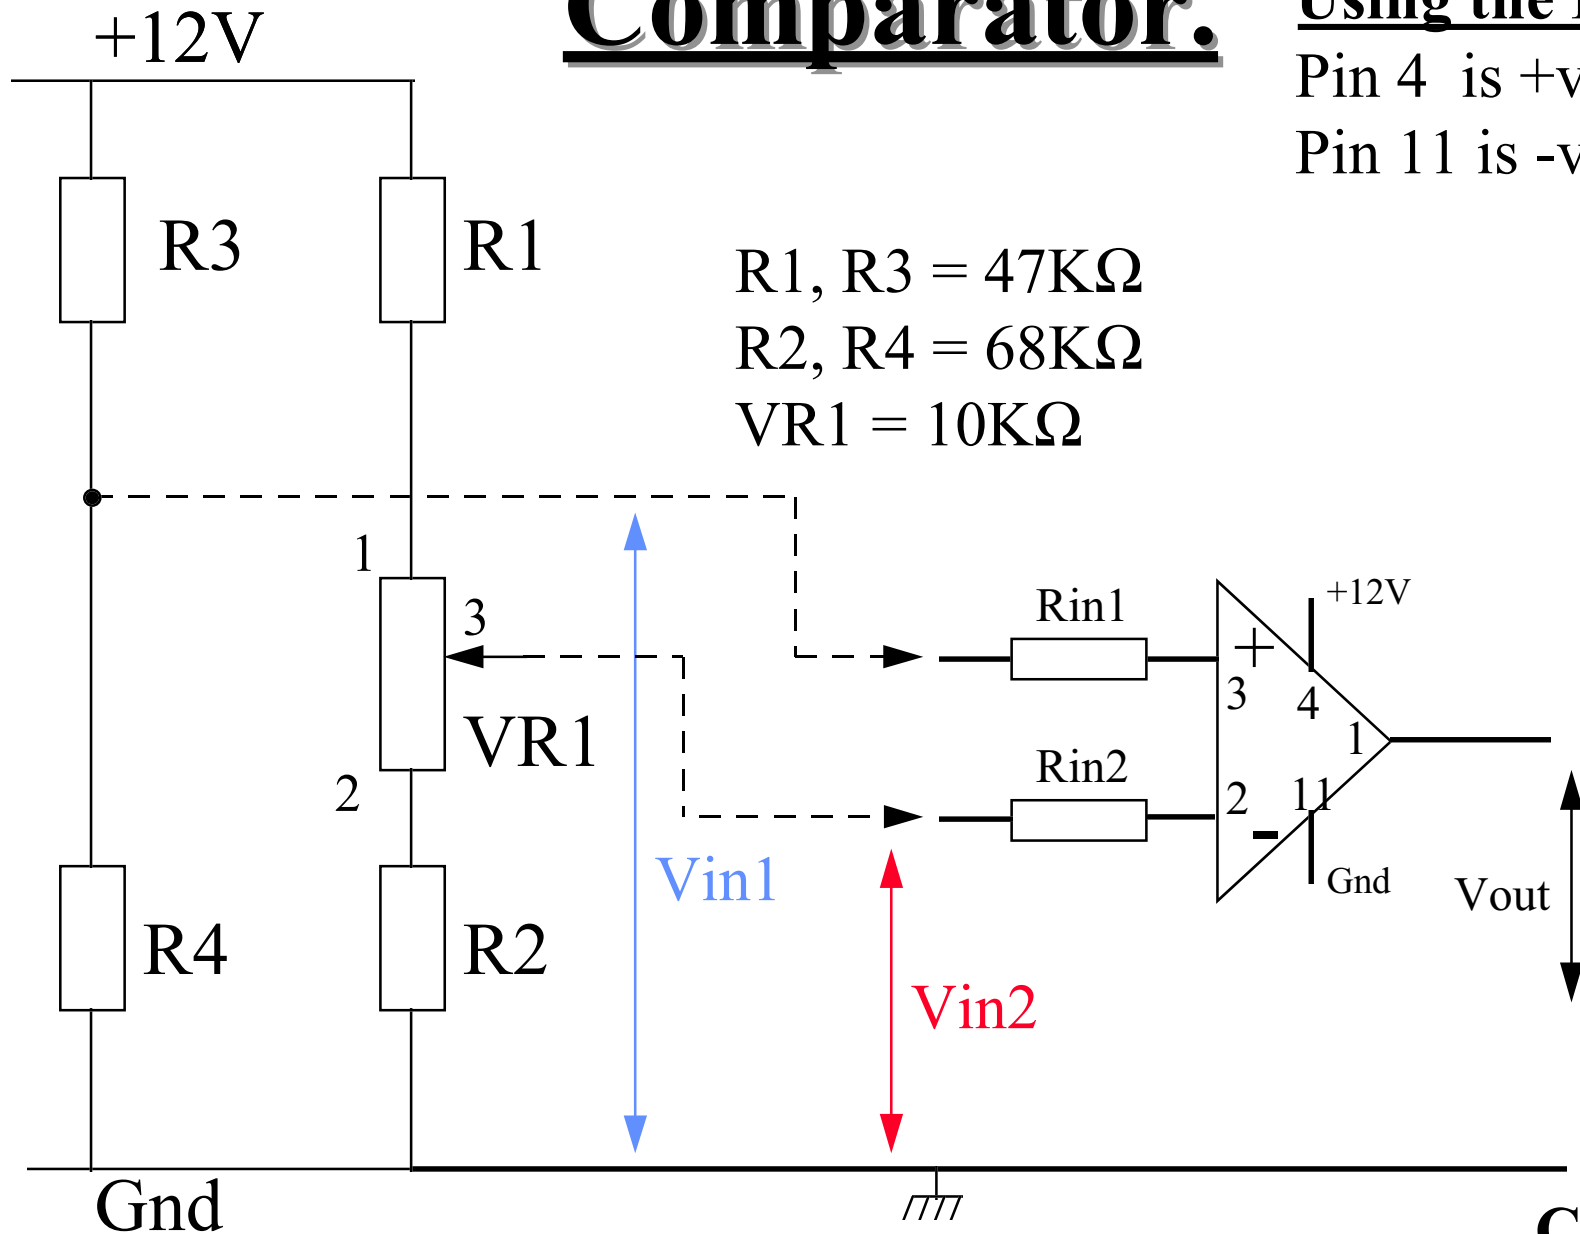 Comparator.
Using the
Pin 4 is +v
Pin 11 is -v
+12V
R3
R1
R1, R3 = 47KΩ
R2, R4 = 68KΩ
VR1 = 10KΩ
1
3
VR1
2
Rin1
Rin2
+12V
+
3
4
1
2
11
-
Gnd
Vout
Vin1
Vin2
R4
R2
Gnd